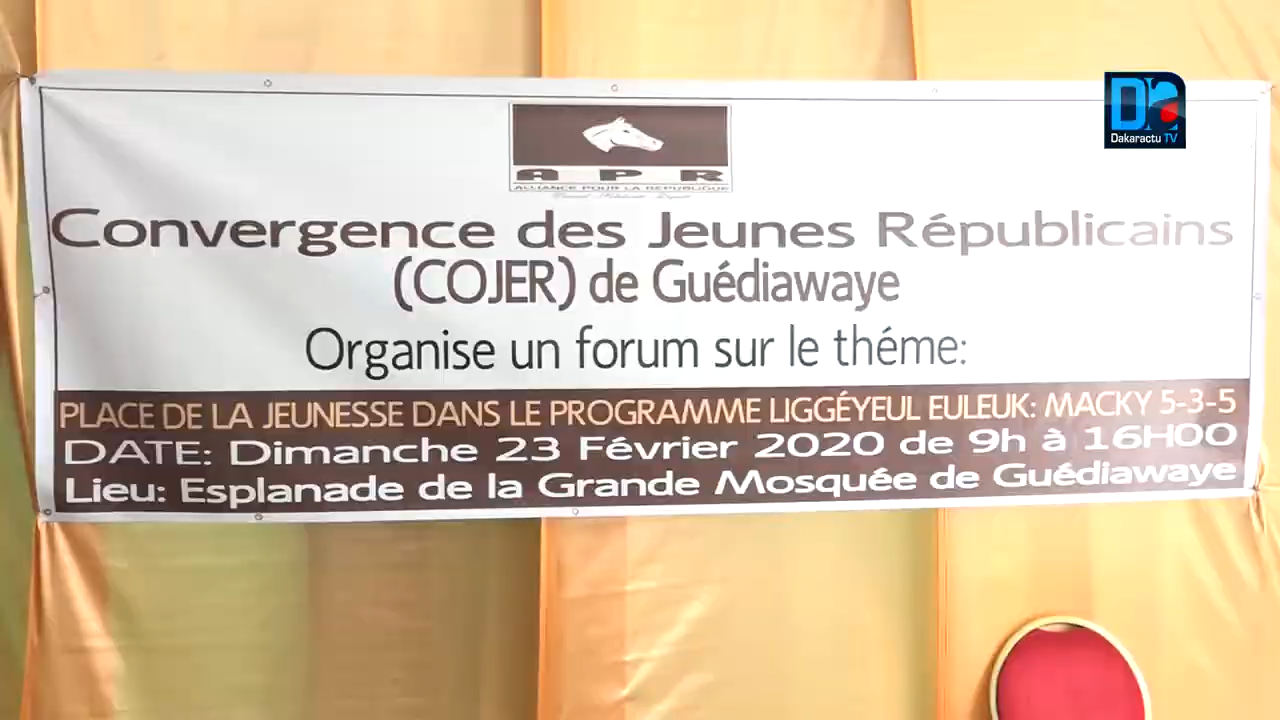 Dakaractu TV
APR
ALLIANCE POUR LA REPUBLIQUE
Convergence des Jeunes Républicains
(COJER) de Guédiawaye
Organise un forum sur le théme:
PLACE DE LA JEUNESSE DANS LE PROGRAMME LIGGÉYEUL EULEUK: MACKY 5-3-5
DATE: Dimanche 23 Février 2020 de 9h à 16H00
Lieu: Esplanade de la Grande Mosquée de Guédiawaye